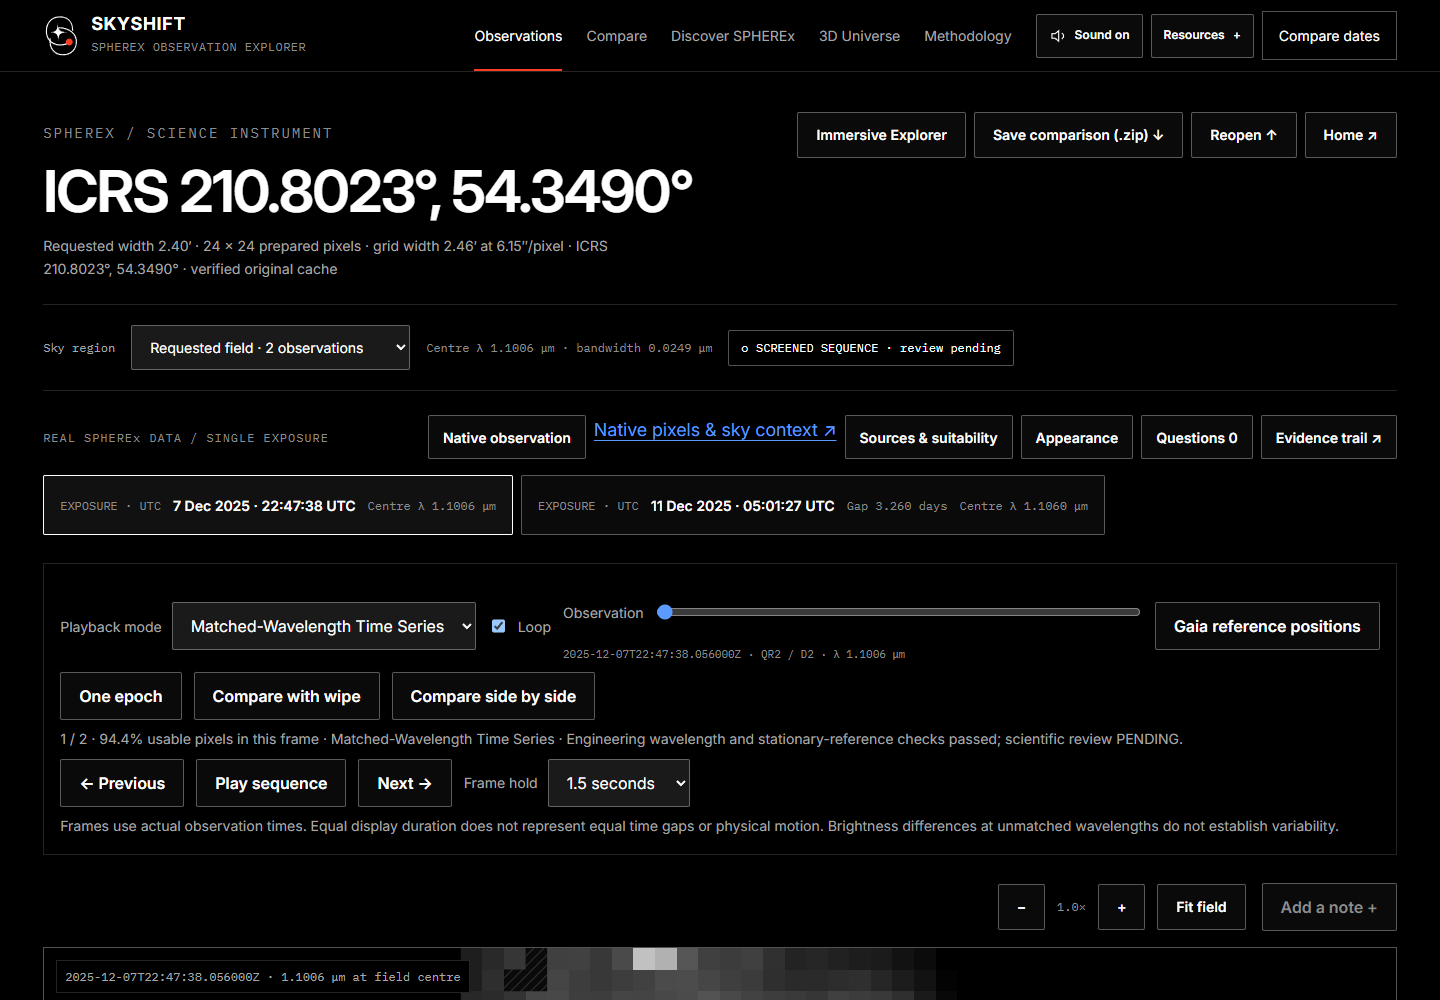 SKYSHIFT
SPHEREX OBSERVATION EXPLORER
Observations
Compare
Discover SPHEREx
3D Universe
Methodology
Sound on
Resources +
Compare dates
SPHEREX / SCIENCE INSTRUMENT
Immersive Explorer
Save comparison (.zip) ↓
Reopen ↑
Home ↗
ICRS 210.8023°, 54.3490°
Requested width 2.40′ · 24 × 24 prepared pixels · grid width 2.46′ at 6.15″/pixel · ICRS
210.8023°, 54.3490° · verified original cache
Sky region
Requested field · 2 observations
Centre λ 1.1006 µm · bandwidth 0.0249 µm
o SCREENED SEQUENCE · review pending
REAL SPHEREx DATA / SINGLE EXPOSURE
Native observation
Native pixels & sky context ↗
Sources & suitability
Appearance
Questions 0
Evidence trail ↗
EXPOSURE · UTC 7 Dec 2025 · 22:47:38 UTC Centre λ 1.1006 µm
EXPOSURE · UTC 11 Dec 2025 · 05:01:27 UTC Gap 3.260 days Centre λ 1.1060 µm
Playback mode
Matched-Wavelength Time Series
Loop
Observation
2025-12-07T22:47:38.056000Z · QR2 / D2 · λ 1.1006 µm
Gaia reference positions
One epoch
Compare with wipe
Compare side by side
1 / 2 · 94.4% usable pixels in this frame · Matched-Wavelength Time Series · Engineering wavelength and stationary-reference checks passed; scientific review PENDING.
← Previous
Play sequence
Next →
Frame hold
1.5 seconds
Frames use actual observation times. Equal display duration does not represent equal time gaps or physical motion. Brightness differences at unmatched wavelengths do not establish variability.
−
1.0×
+
Fit field
Add a note +
2025-12-07T22:47:38.056000Z · 1.1006 µm at field centre